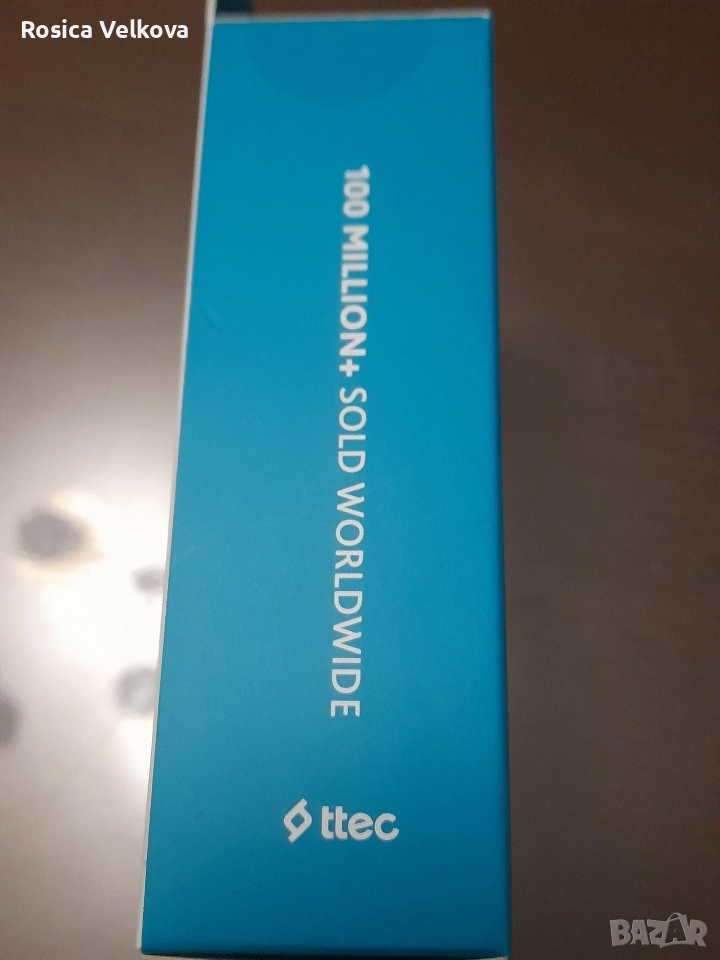 Rosica Velkova
100 MILLION+ SOLD WORLDWIDE
ttec
BAZAR